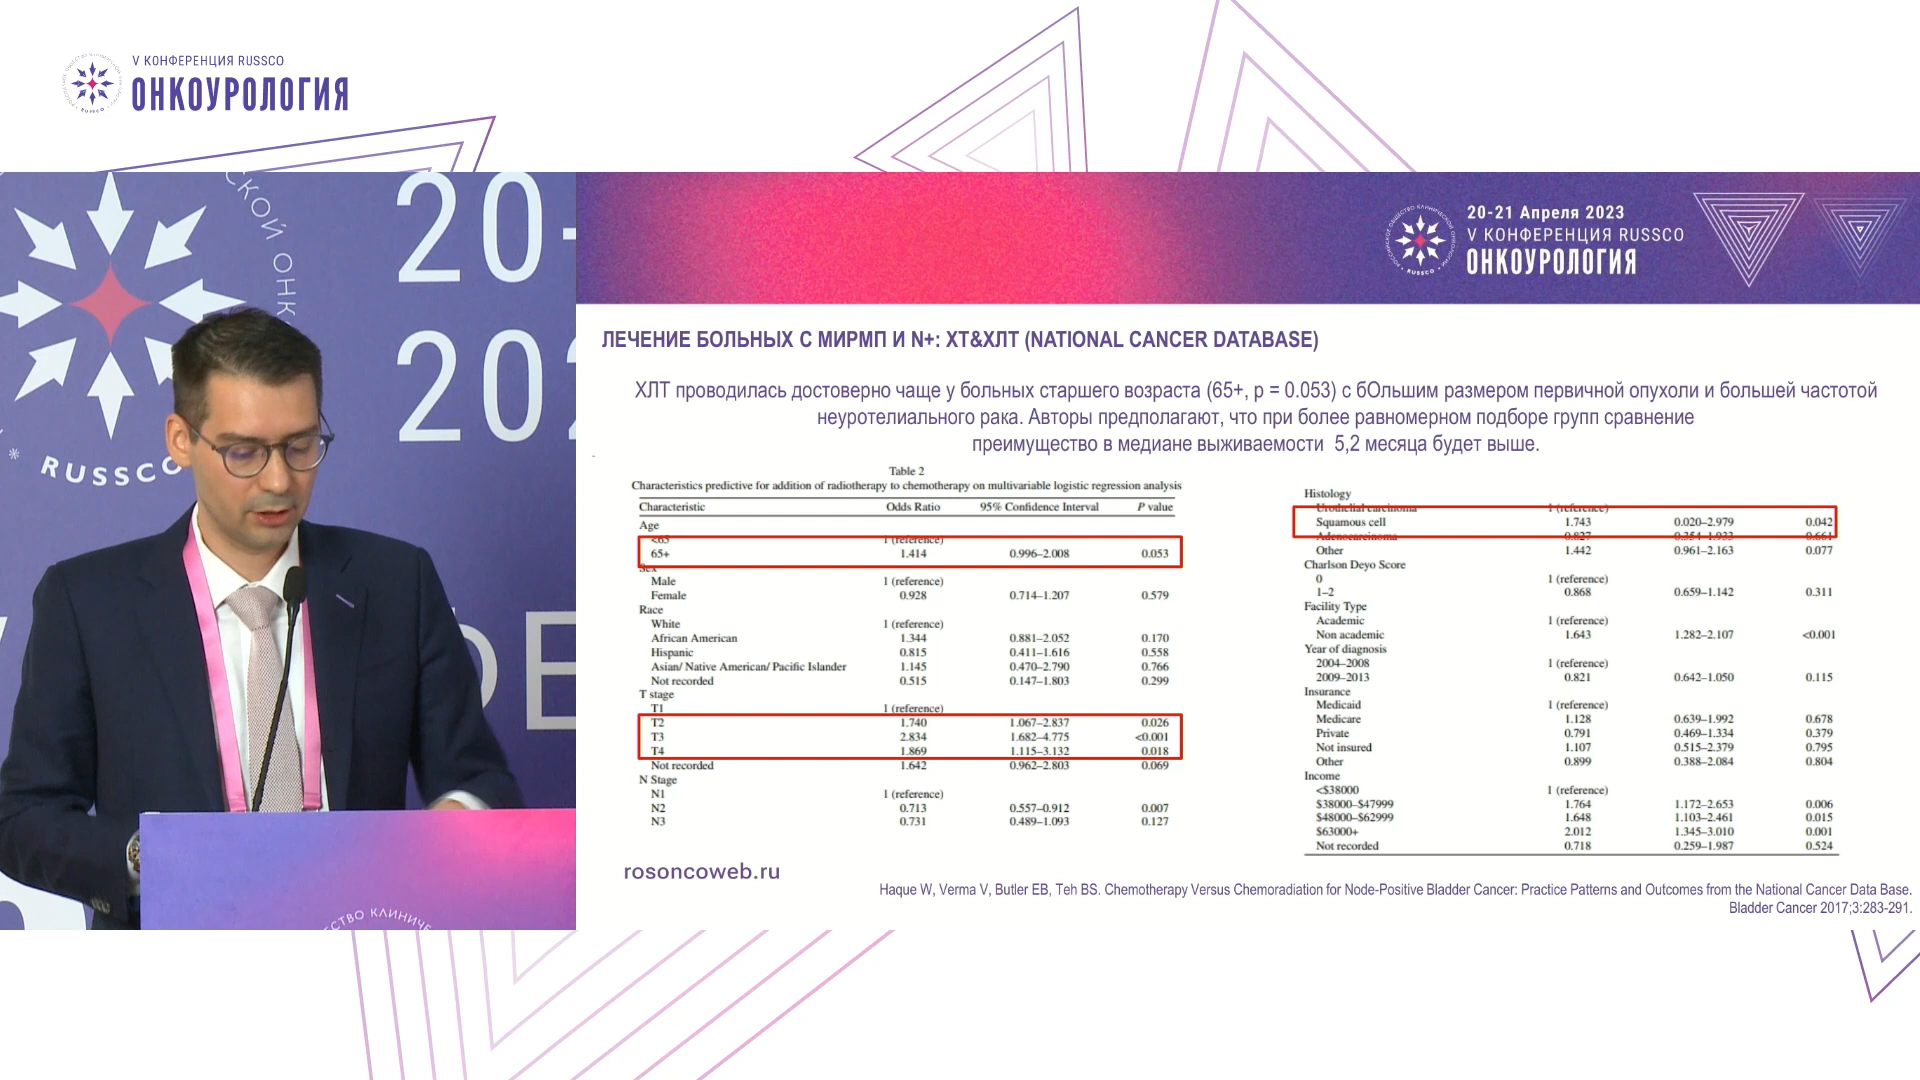 V КОНФЕРЕНЦИЯ RUSSCO
ОНКОУРОЛОГИЯ
20-
202
RUSSCO
20-21 Апреля 2023
V КОНФЕРЕНЦИЯ RUSSCO
ОНКОУРОЛОГИЯ
ЛЕЧЕНИЕ БОЛЬНЫХ С МИРМП И N+: ХТ&ХЛТ (NATIONAL CANCER DATABASE)
ХЛТ проводилась достоверно чаще у больных старшего возраста (65+, p = 0.053) с бОльшим размером первичной опухоли и большей частотой
неуротелиального рака. Авторы предполагают, что при более равномерном подборе групп сравнение
преимущество в медиане выживаемости 5,2 месяца будет выше.
Table 2
Characteristics predictive for addition of radiotherapy to chemotherapy on multivariable logistic regression analysis
Characteristic Odds Ratio 95% Confidence Interval P value
Age
<65 1 (reference)
65+ 1.414 0.996–2.008 0.053
Sex
Male 1 (reference)
Female 0.928 0.714–1.207 0.579
Race
White 1 (reference)
African American 1.344 0.881–2.052 0.170
Hispanic 0.815 0.411–1.616 0.558
Asian/ Native American/ Pacific Islander 1.145 0.470–2.790 0.766
Not recorded 0.515 0.147–1.803 0.299
T stage
T1 1 (reference)
T2 1.740 1.067–2.837 0.026
T3 2.834 1.682–4.775 <0.001
T4 1.869 1.115–3.132 0.018
Not recorded 1.642 0.962–2.803 0.069
N Stage
N1 1 (reference)
N2 0.713 0.557–0.912 0.007
N3 0.731 0.489–1.093 0.127
Histology
Urothelial carcinoma 1 (reference)
Squamous cell 1.743 0.020–2.979 0.042
Adenocarcinoma 0.827 0.354–1.933 0.661
Other 1.442 0.961–2.163 0.077
Charlson Deyo Score
0 1 (reference)
1–2 0.868 0.659–1.142 0.311
Facility Type
Academic 1 (reference)
Non academic 1.643 1.282–2.107 <0.001
Year of diagnosis
2004–2008 1 (reference)
2009–2013 0.821 0.642–1.050 0.115
Insurance
Medicaid 1 (reference)
Medicare 1.128 0.639–1.992 0.678
Private 0.791 0.469–1.334 0.379
Not insured 1.107 0.515–2.379 0.795
Other 0.899 0.388–2.084 0.804
Income
<$38000 1 (reference)
$38000–$47999 1.764 1.172–2.653 0.006
$48000–$62999 1.648 1.103–2.461 0.015
$63000+ 2.012 1.345–3.010 0.001
Not recorded 0.718 0.259–1.987 0.524
rosoncoweb.ru
Haque W, Verma V, Butler EB, Teh BS. Chemotherapy Versus Chemoradiation for Node-Positive Bladder Cancer: Practice Patterns and Outcomes from the National Cancer Data Base.
Bladder Cancer 2017;3:283-291.